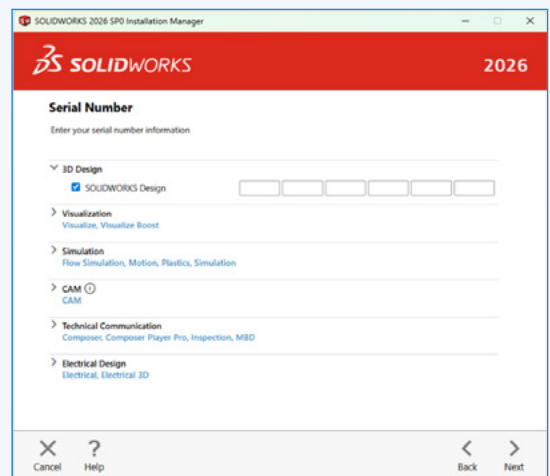 SOLIDWORKS 2026 SP0 Installation Manager
SOLIDWORKS 2026
Serial Number
Enter your serial number information
3D Design
SOLIDWORKS Design
Visualization
Visualize, Visualize Boost
Simulation
Flow Simulation, Motion, Plastics, Simulation
CAM
CAM
Technical Communication
Composer, Composer Player Pro, Inspection, MBD
Electrical Design
Electrical, Electrical 3D
Cancel Help Back Next